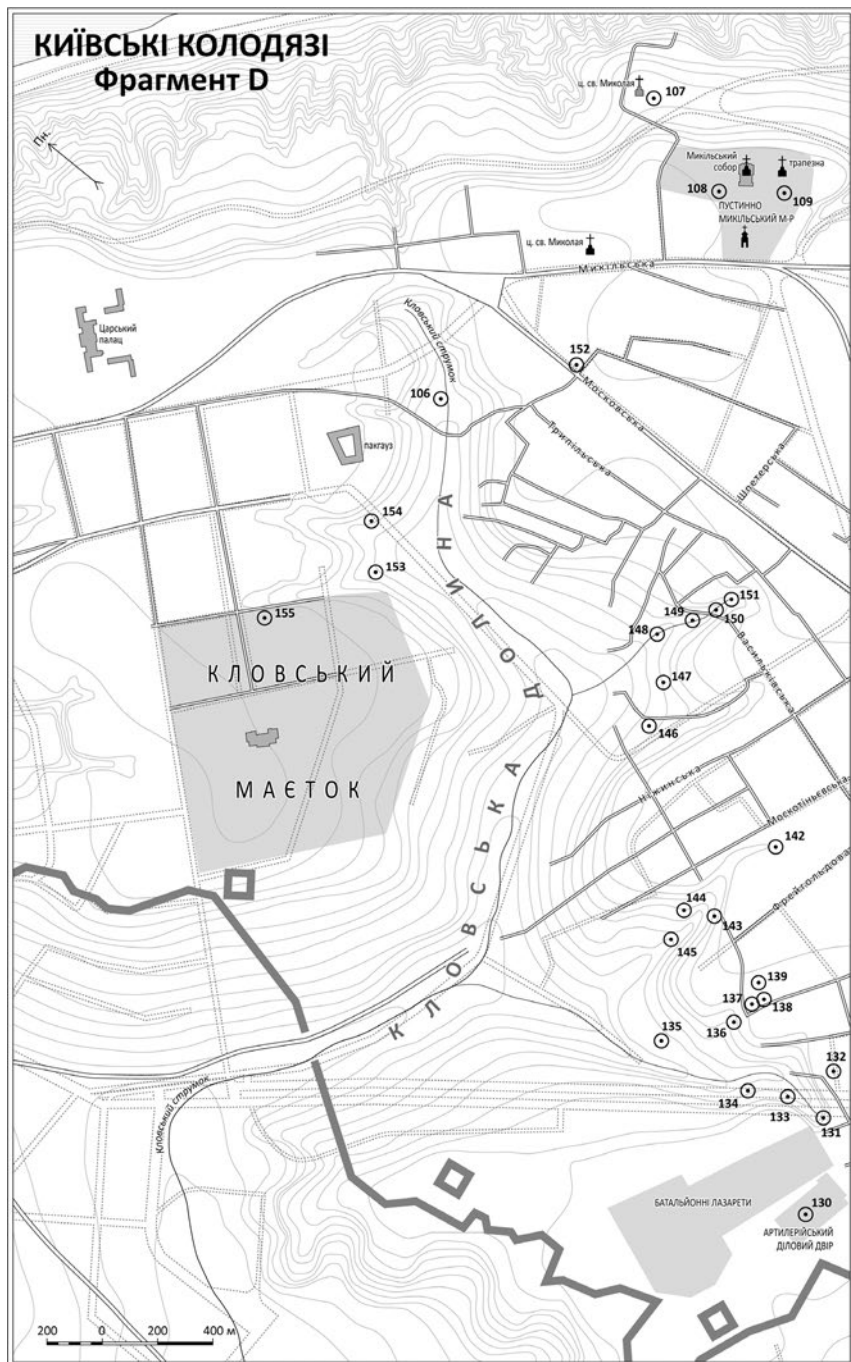 КИЇВСЬКІ КОЛОДЯЗІ
Фрагмент D
Пн.
ц. св. Миколая
107
Микільський
собор
трапезна
108
109
ПУСТИННО
МИКІЛЬСЬКИЙ М-Р
ц. св. Миколая
Микільська
Царський
палац
Кловський струмок
152
106
Московська
пакгауз
Трипільська
Шпетерська
154
153
155
151
150
149
148
Васильківська
147
146
КЛОВСЬКИЙ
МАЄТОК
КЛОВСЬКА ДОЛИНА
Ніжинська
Москотіньєвська
142
Фрейгольдова
144
143
145
139
137
138
136
135
132
134
133
131
Кловський струмок
БАТАЛЬЙОННІ ЛАЗАРЕТИ
130
АРТИЛЕРІЙСЬКИЙ
ДІЛОВИЙ ДВІР
200 0 200 400 м